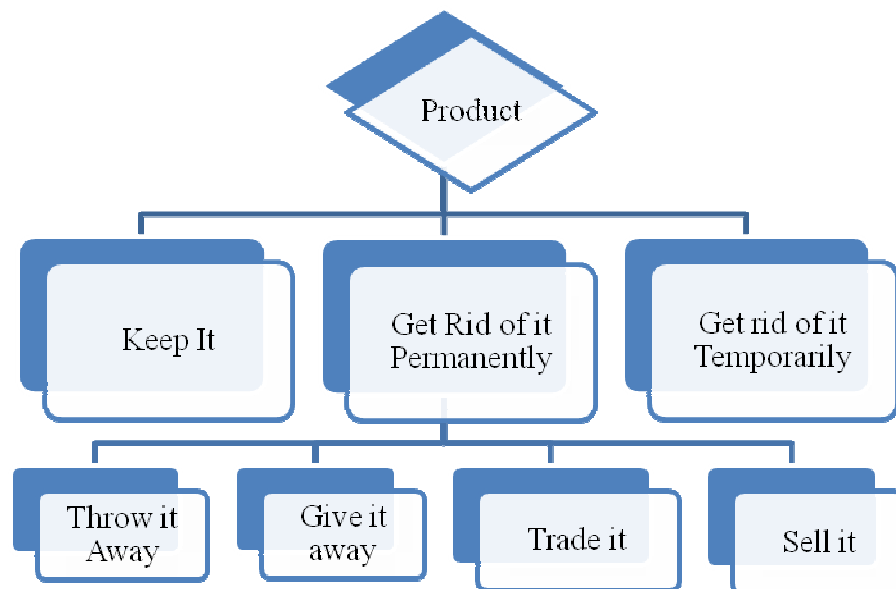 Product
Keep It
Get Rid of it
Permanently
Get rid of it
Temporarily
Throw it
Away
Give it
away
Trade it
Sell it